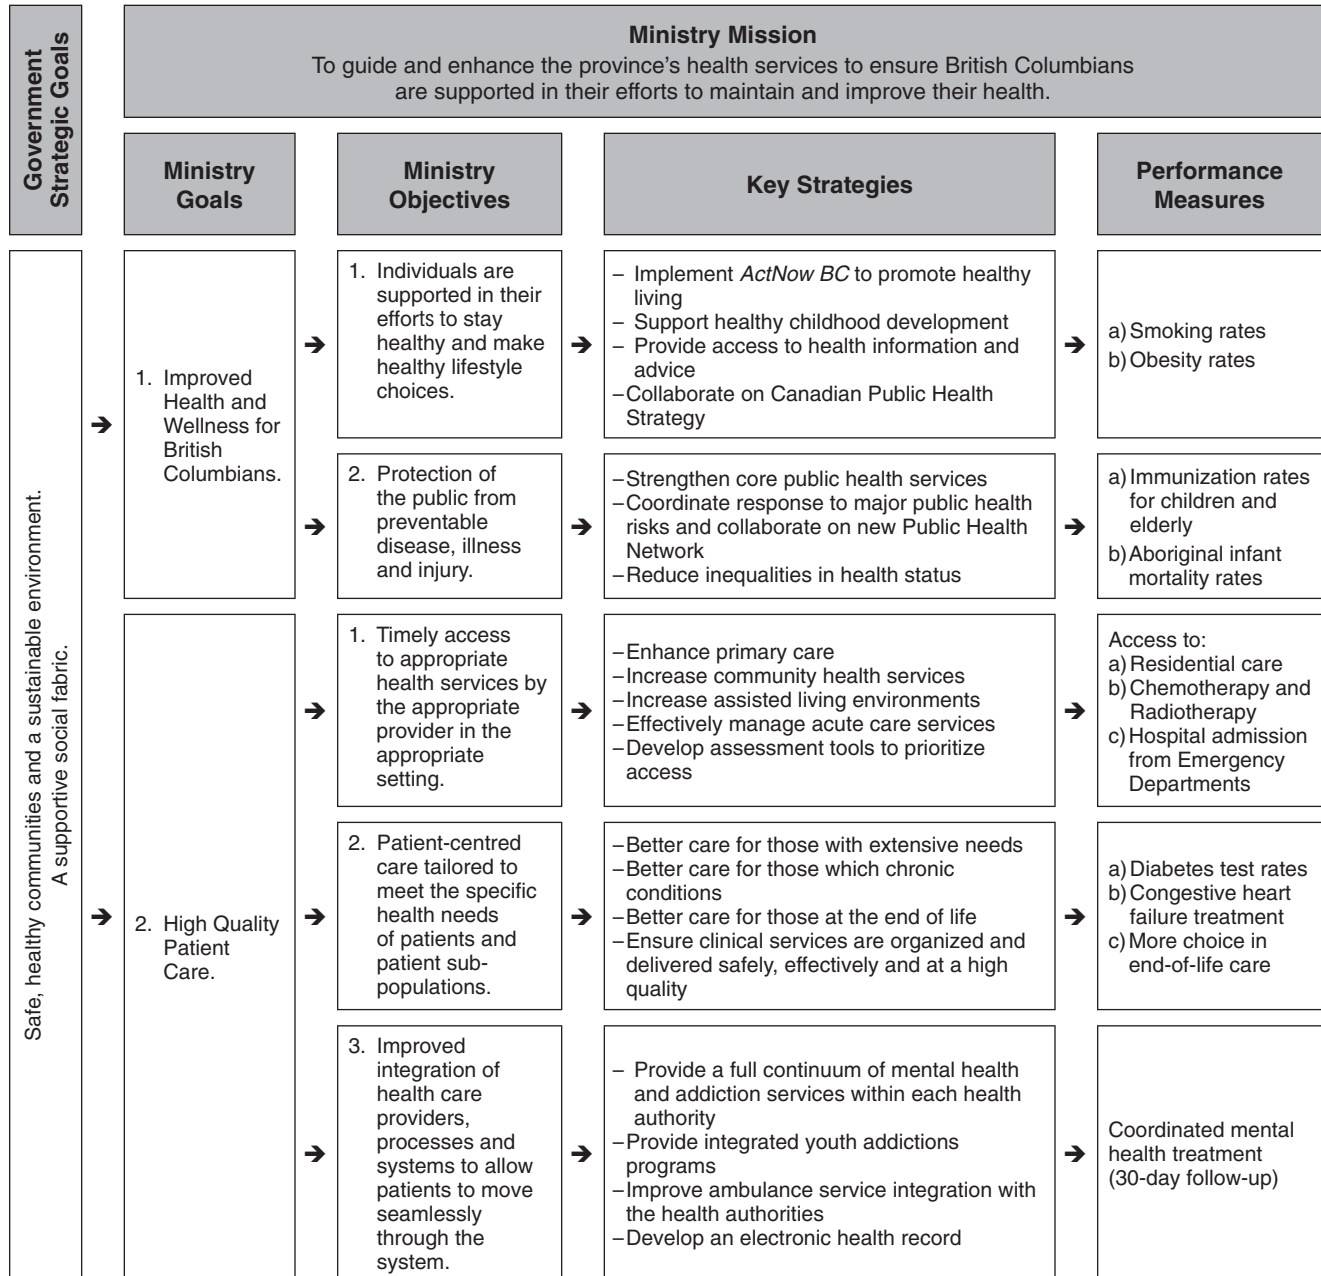 Government
Strategic Goals
Ministry Mission
To guide and enhance the province's health services to ensure British Columbians
are supported in their efforts to maintain and improve their health.
Ministry
Goals
Ministry
Objectives
Key Strategies
Performance
Measures
Safe, healthy communities and a sustainable environment.
A supportive social fabric.
1. Improved
Health and
Wellness for
British
Columbians.
1. Individuals are
supported in their
efforts to stay
healthy and make
healthy lifestyle
choices.
– Implement ActNow BC to promote healthy
living
– Support healthy childhood development
– Provide access to health information and
advice
–Collaborate on Canadian Public Health
Strategy
a) Smoking rates
b) Obesity rates
2. Protection of
the public from
preventable
disease, illness
and injury.
–Strengthen core public health services
–Coordinate response to major public health
risks and collaborate on new Public Health
Network
–Reduce inequalities in health status
a) Immunization rates
for children and
elderly
b) Aboriginal infant
mortality rates
2. High Quality
Patient
Care.
1. Timely access
to appropriate
health services by
the appropriate
provider in the
appropriate
setting.
–Enhance primary care
–Increase community health services
–Increase assisted living environments
–Effectively manage acute care services
–Develop assessment tools to prioritize
access
Access to:
a) Residential care
b) Chemotherapy and
Radiotherapy
c) Hospital admission
from Emergency
Departments
2. Patient-centred
care tailored to
meet the specific
health needs
of patients and
patient sub-
populations.
–Better care for those with extensive needs
–Better care for those which chronic
conditions
–Better care for those at the end of life
–Ensure clinical services are organized and
delivered safely, effectively and at a high
quality
a) Diabetes test rates
b) Congestive heart
failure treatment
c) More choice in
end-of-life care
3. Improved
integration of
health care
providers,
processes and
systems to allow
patients to move
seamlessly
through the
system.
– Provide a full continuum of mental health
and addiction services within each health
authority
–Provide integrated youth addictions
programs
–Improve ambulance service integration with
the health authorities
–Develop an electronic health record
Coordinated mental
health treatment
(30-day follow-up)